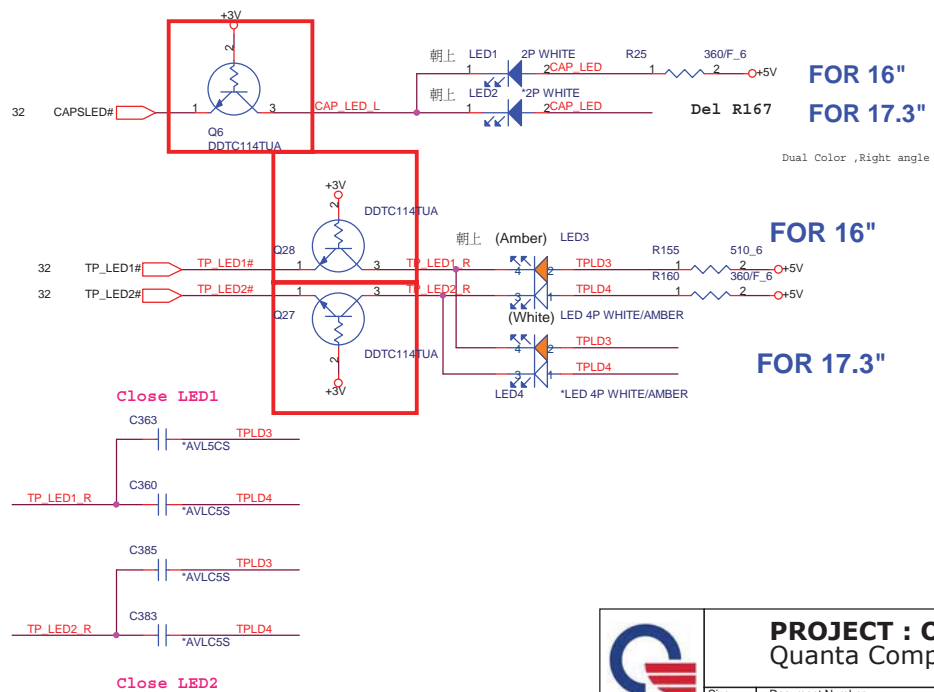 +3V
2
朝上 LED1 2P WHITE R25 360/F_6
1 2 CAP_LED 1 2 +5V FOR 16"
朝上 LED2 *2P WHITE
32 CAPSLED# 1 3 CAP_LED_L 1 2 CAP_LED Del R167 FOR 17.3"
Q6
DDTC114TUA
Dual Color ,Right angle
+3V
2 DDTC114TUA
FOR 16"
Q28 朝上 (Amber) LED3 R155 510_6
32 TP_LED1# TP_LED1# 1 3 TP_LED1_R 4 2 TPLD3 1 2 +5V
R160 360/F_6
32 TP_LED2# TP_LED2# 1 3 TP_LED2_R 3 1 TPLD4 1 2 +5V
Q27 (White) LED 4P WHITE/AMBER
4 2 TPLD3
2 DDTC114TUA
3 1 TPLD4 FOR 17.3"
+3V
LED4 *LED 4P WHITE/AMBER
Close LED1
C363
TPLD3
*AVL5CS
C360
TP_LED1_R TPLD4
*AVLC5S
C385
TPLD3
*AVLC5S
C383
TP_LED2_R TPLD4
*AVLC5S
Close LED2
PROJECT :
Quanta Comp